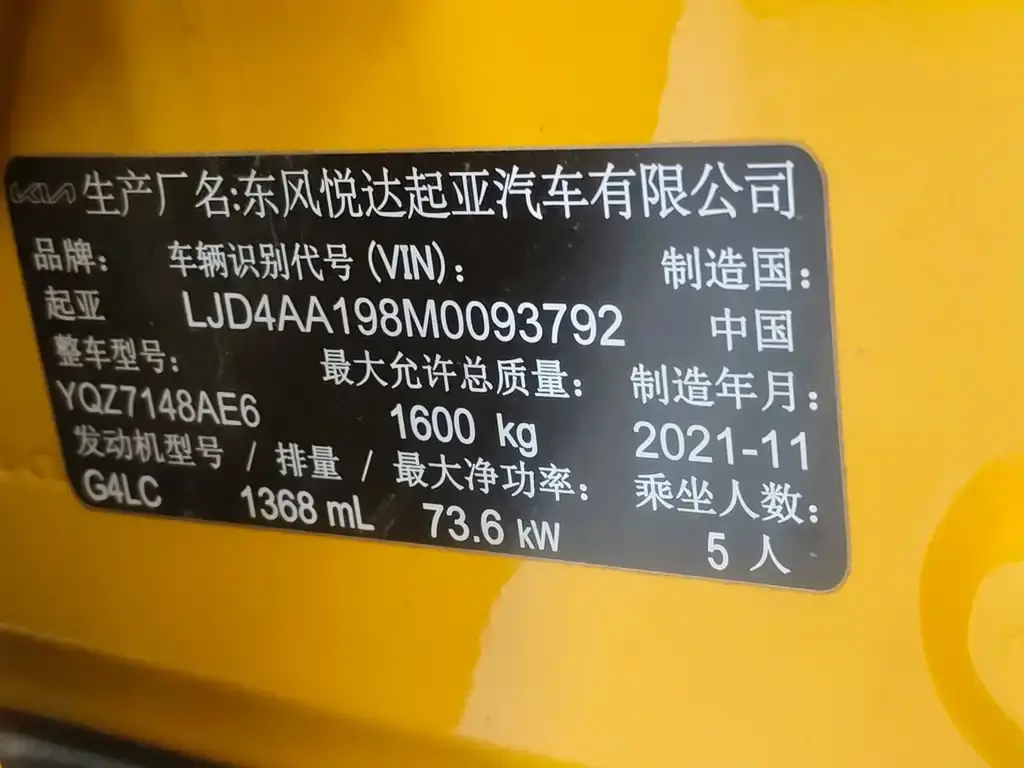 KIA 生产厂名:东风悦达起亚汽车有限公司
品牌: 车辆识别代号(VIN): 制造国:
起亚 LJD4AA198M0093792 中国
整车型号: 最大允许总质量: 制造年月:
YQZ7148AE6 1600 kg 2021-11
发动机型号 / 排量 / 最大净功率: 乘坐人数:
G4LC 1368 mL 73.6 kW 5 人